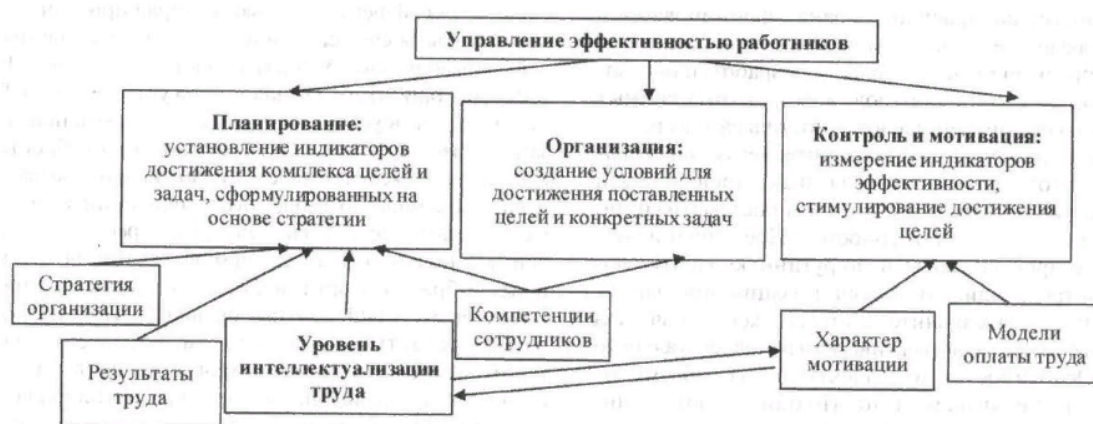 Управление эффективностью работников
Планирование:
установление индикаторов
достижения комплекса целей и
задач, сформулированных на
основе стратегии
Организация:
создание условий для
достижения поставленных
целей и конкретных задач
Контроль и мотивация:
измерение индикаторов
эффективности,
стимулирование достижения
целей
Стратегия
организации
Результаты
труда
Уровень
интеллектуализации
труда
Компетенции
сотрудников
Характер
мотивации
Модели
оплаты труда